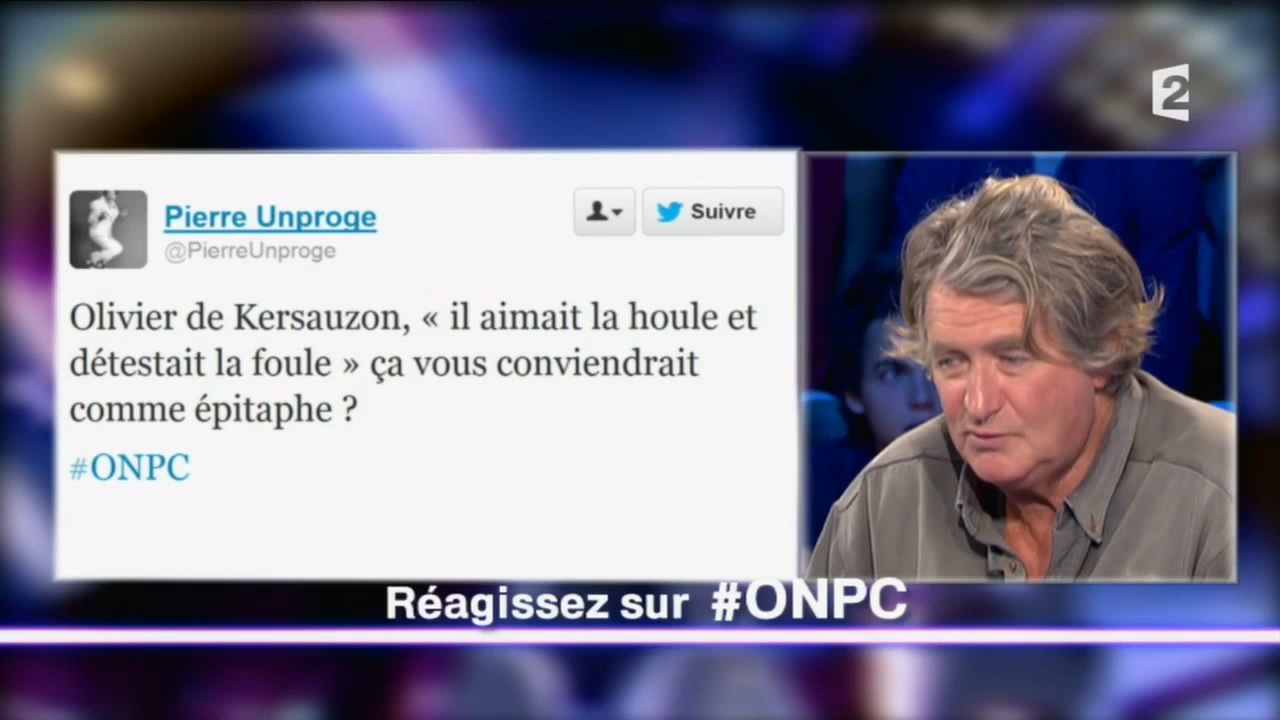 2
Pierre Unproge
@PierreUnproge
Suivre
Olivier de Kersauzon, « il aimait la houle et
détestait la foule » ça vous conviendrait
comme épitaphe ?
#ONPC
Réagissez sur #ONPC